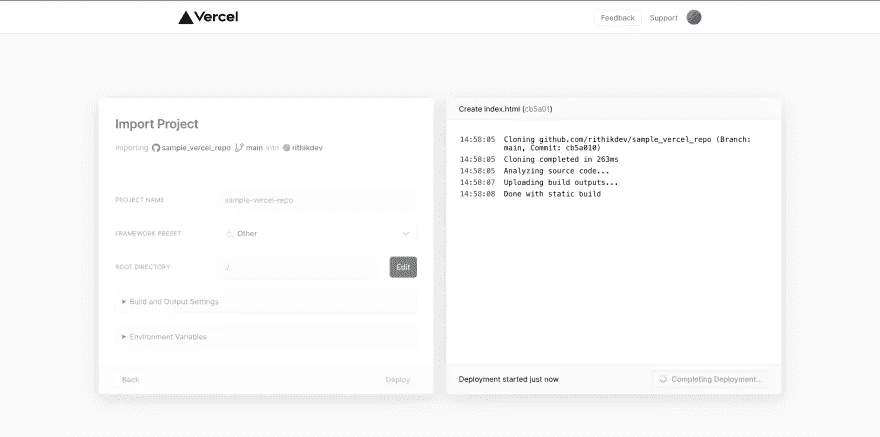 Vercel
Feedback
Support
Import Project
Importing sample_vercel_repo main into rithikdev
PROJECT NAME
sample-vercel-repo
FRAMEWORK PRESET
Other
ROOT DIRECTORY
./
Edit
Build and Output Settings
Environment Variables
Back
Deploy
Create index.html (cb5a01)
14:58:05 Cloning github.com/rithikdev/sample_vercel_repo (Branch:
main, Commit: cb5a010)
14:58:05 Cloning completed in 263ms
14:58:05 Analyzing source code...
14:58:07 Uploading build outputs...
14:58:08 Done with static build
Deployment started just now
Completing Deployment...